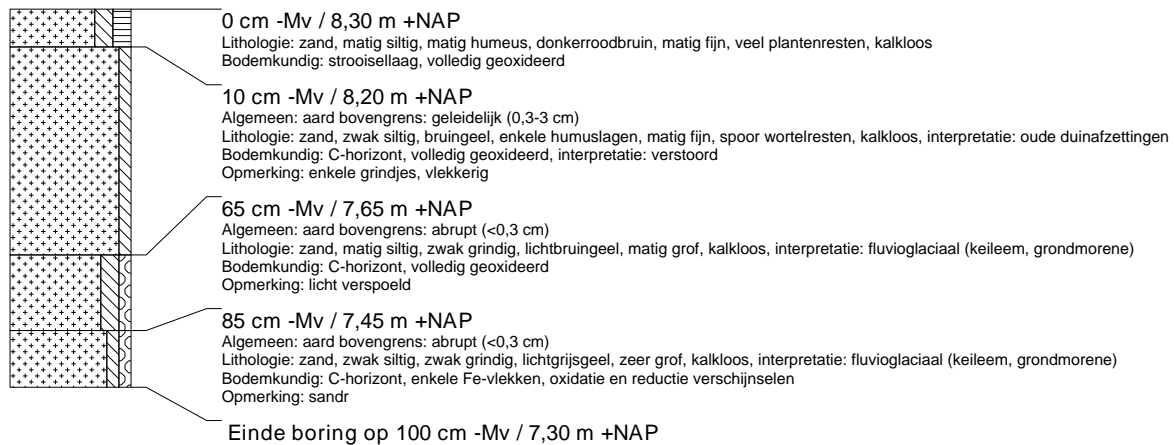 0 cm -Mv / 8,30 m +NAP
Lithologie: zand, matig siltig, matig humeus, donkerroodbruin, matig fijn, veel plantenresten, kalkloos
Bodemkundig: strooisellaag, volledig geoxideerd
10 cm -Mv / 8,20 m +NAP
Algemeen: aard bovengrens: geleidelijk (0,3-3 cm)
Lithologie: zand, zwak siltig, bruingeel, enkele humuslagen, matig fijn, spoor wortelresten, kalkloos, interpretatie: oude duinafzettingen
Bodemkundig: C-horizont, volledig geoxideerd, interpretatie: verstoord
Opmerking: enkele grindjes, vlekkerig
65 cm -Mv / 7,65 m +NAP
Algemeen: aard bovengrens: abrupt (<0,3 cm)
Lithologie: zand, matig siltig, zwak grindig, lichtbruingeel, matig grof, kalkloos, interpretatie: fluvioglaciaal (keileem, grondmorene)
Bodemkundig: C-horizont, volledig geoxideerd
Opmerking: licht verspoeld
85 cm -Mv / 7,45 m +NAP
Algemeen: aard bovengrens: abrupt (<0,3 cm)
Lithologie: zand, zwak siltig, zwak grindig, lichtgrijsgeel, zeer grof, kalkloos, interpretatie: fluvioglaciaal (keileem, grondmorene)
Bodemkundig: C-horizont, enkele Fe-vlekken, oxidatie en reductie verschijnselen
Opmerking: sandr
Einde boring op 100 cm -Mv / 7,30 m +NAP